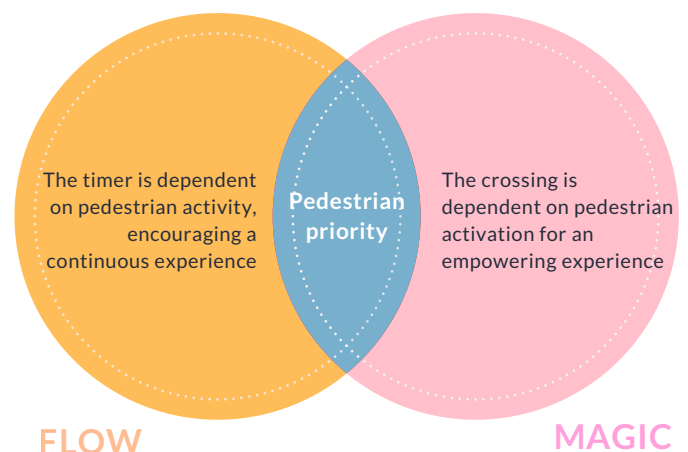 The timer is dependent
on pedestrian activity,
encouraging a
continuous experience
Pedestrian
priority
The crossing is
dependent on pedestrian
activation for an
empowering experience
FLOW
MAGIC